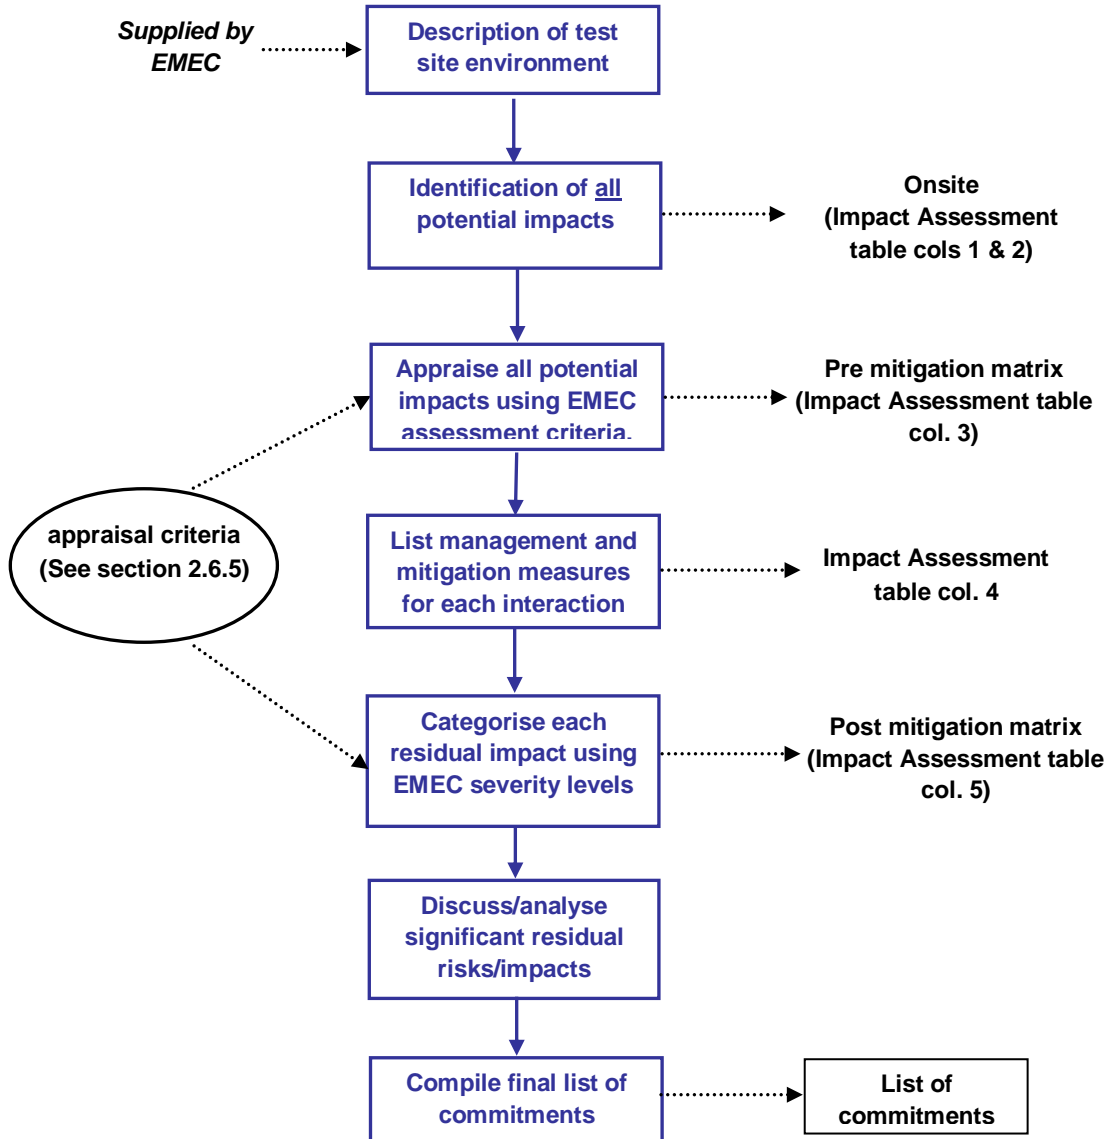 Supplied by
EMEC
Description of test
site environment
Identification of all
potential impacts
Onsite
(Impact Assessment
table cols 1 & 2)
Appraise all potential
impacts using EMEC
assessment criteria.
Pre mitigation matrix
(Impact Assessment table
col. 3)
appraisal criteria
(See section 2.6.5)
List management and
mitigation measures
for each interaction
Impact Assessment
table col. 4
Categorise each
residual impact using
EMEC severity levels
Post mitigation matrix
(Impact Assessment table
col. 5)
Discuss/analyse
significant residual
risks/impacts
Compile final list of
commitments
List of
commitments